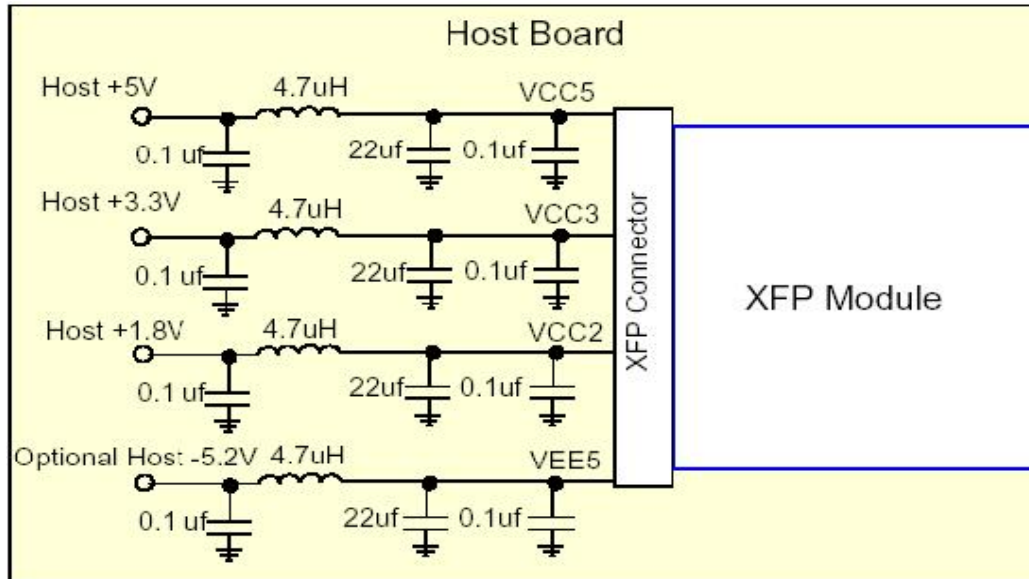 Host Board
Host +5V
4.7uH
VCC5
0.1 uf
22uf
0.1uf
Host +3.3V
4.7uH
VCC3
0.1 uf
22uf
0.1uf
Host +1.8V
4.7uH
VCC2
0.1 uf
22uf
0.1uf
Optional Host -5.2V
4.7uH
VEE5
0.1 uf
22uf
0.1uf
XFP Connector
XFP Module